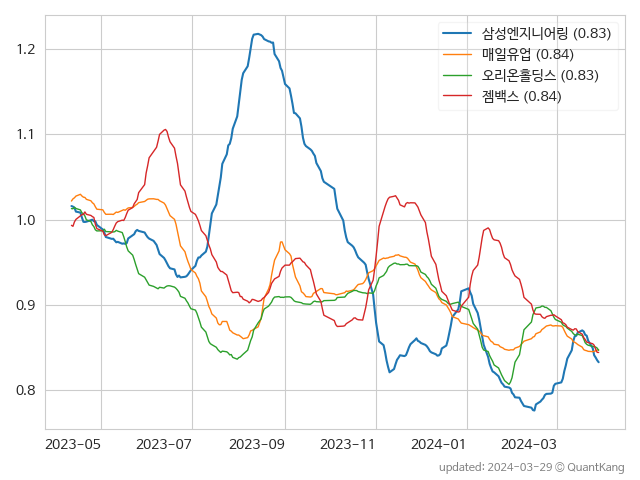 삼성엔지니어링 (0.83)
매일유업 (0.84)
오리온홀딩스 (0.83)
젬백스 (0.84)
1.2
1.1
1.0
0.9
0.8
2023-05 2023-07 2023-09 2023-11 2024-01 2024-03
updated: 2024-03-29 © QuantKang